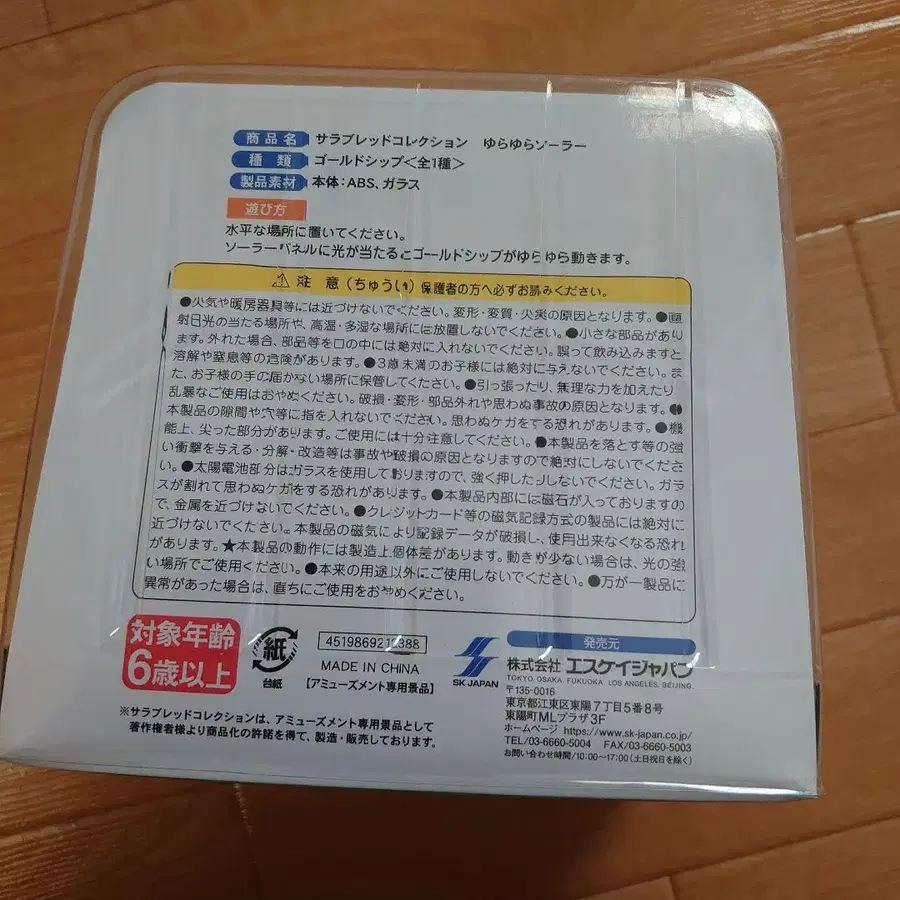 商品名 サラブレッドコレクション ゆらゆらソーラー
種類 ゴールドシップ<全1種>
製品素材 本体:ABS、ガラス
遊び方
水平な場所に置いてください。
ソーラーパネルに光が当たるとゴールドシップがゆらゆら動きます。
⚠注 意(ちゅうい)保護者の方へ必ずお読みください。
●火気や暖房器具等には近づけないでください。変形・変質・火災の原因となります。●直
射日光の当たる場所や、高温・多湿な場所には放置しないでください。●小さな部品があり
ます。外れた場合、部品等を口の中には絶対に入れないでください。誤って飲み込みますと
溶解や窒息等の危険があります。●3歳未満のお子様には絶対に与えないでください。ま
た、お子様の手の届かない場所に保管してください。●引っ張ったり、無理な力を加えたり
乱暴なご使用はおやめください。破損・変形・部品外れや思わぬ事故の原因となります。●
本製品の隙間や穴等に指を入れないでください。思わぬケガをする恐れがあります。●機
能上、尖った部分があります。ご使用には十分注意してください。●本製品を落とす等の強
い衝撃を与える・分解・改造等は事故や破損の原因となりますので絶対にしないでくださ
い。●太陽電池部分はガラスを使用しておりますので、強く押したりしないでください。ガラ
スが割れて思わぬケガをする恐れがあります。●本製品内部には磁石が入っておりますの
で、金属を近づけないでください。●クレジットカード等の磁気記録方式の製品には絶対に
近づけないでください。本製品の磁気により記録データが破損し、使用出来なくなる恐れ
があります。★本製品の動作には製造上個体差があります。動きが少ない場合は、光の強
い場所でご使用ください。●本来の用途以外にご使用しないでください。●万が一製品に
異常があった場合は、直ちにご使用をおやめください。
対象年齢
6歳以上
紙
台紙
MADE IN CHINA
【アミューズメント専用景品】
SK JAPAN
発売元
株式会社 エスケイジャパン
TOKYO. OSAKA. FUKUOKA. LOS ANGELES. BEIJING
〒135-0016
東京都江東区東陽7丁目5番8号
東陽町MLプラザ3F
ホームページ https://www.sk-japan.co.jp/
TEL/03-6660-5004 FAX/03-6660-5003
お問い合わせ時間/10:00〜17:00(土日祝日を除く)
※サラブレッドコレクションは、アミューズメント専用景品として
著作権者様より商品化の許諾を得て、製造・販売しております。